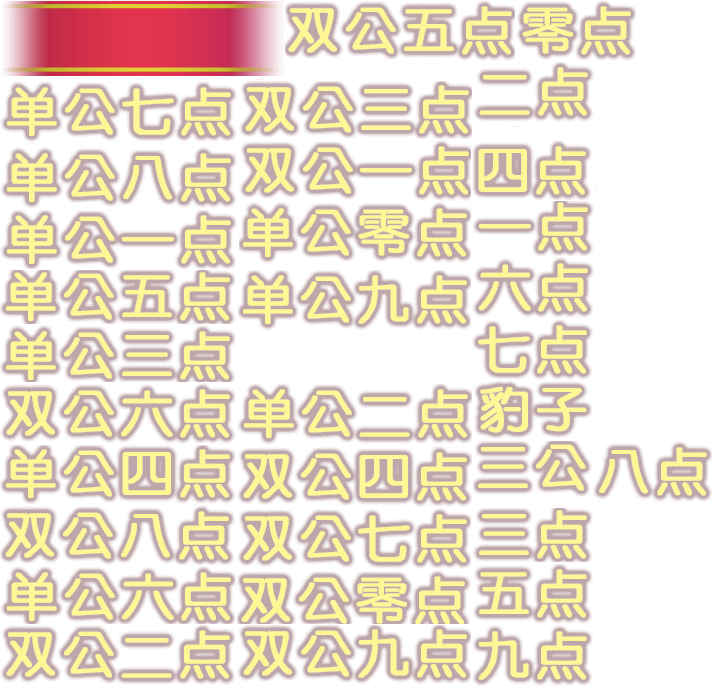 双公五点 零点
单公七点 双公三点 二点
单公八点 双公一点 四点
单公一点 单公零点 一点
单公五点 单公九点 六点
单公三点 七点
双公六点 单公二点 豹子
单公四点 双公四点 三公 八点
双公八点 双公七点 三点
单公六点 双公零点 五点
双公二点 双公九点 九点